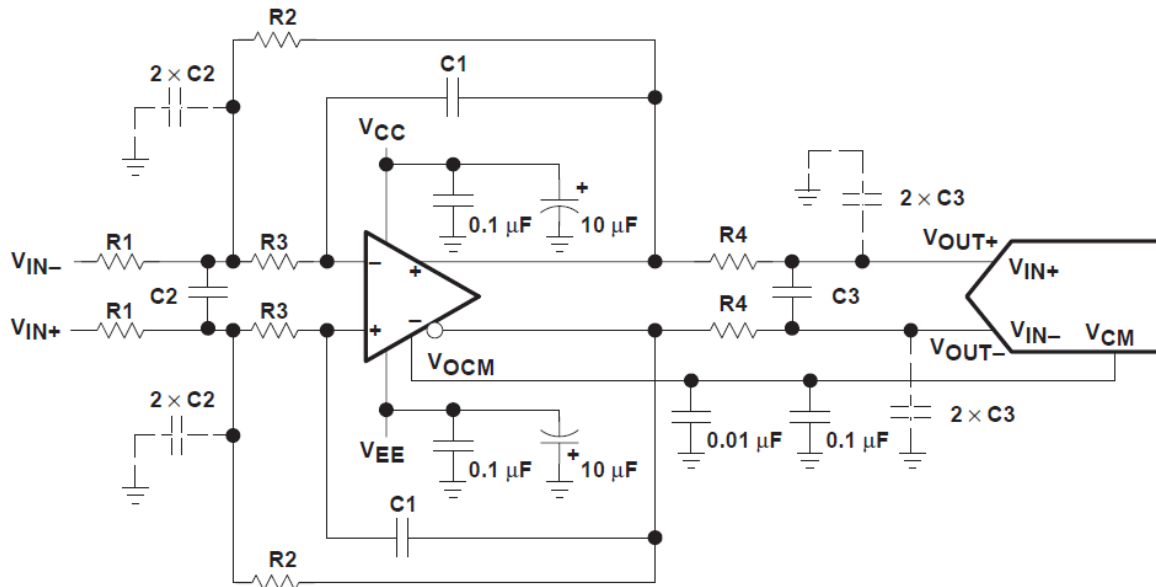 R2
C1
2 × C2
VCC
+
0.1 µF
10 µF
2 × C3
R1
R3
R4
VOUT+
VIN−
−
+
VIN+
C2
C3
VIN+
R1
R3
+
−
R4
VIN−
VCM
VOCM
VOUT−
2 × C2
0.01 µF
0.1 µF
2 × C3
VEE
0.1 µF
+
10 µF
C1
R2